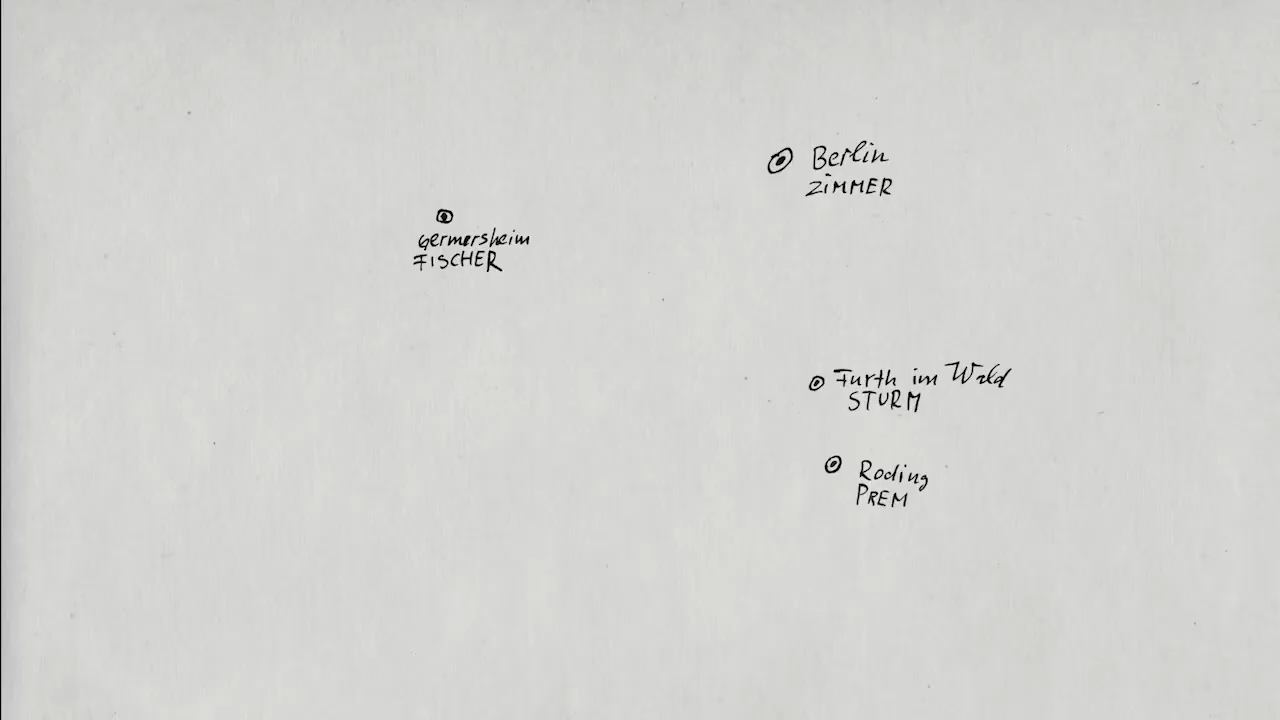 Berlin
ZIMMER
Germersheim
FISCHER
Furth im Wald
STURM
Roding
PREM